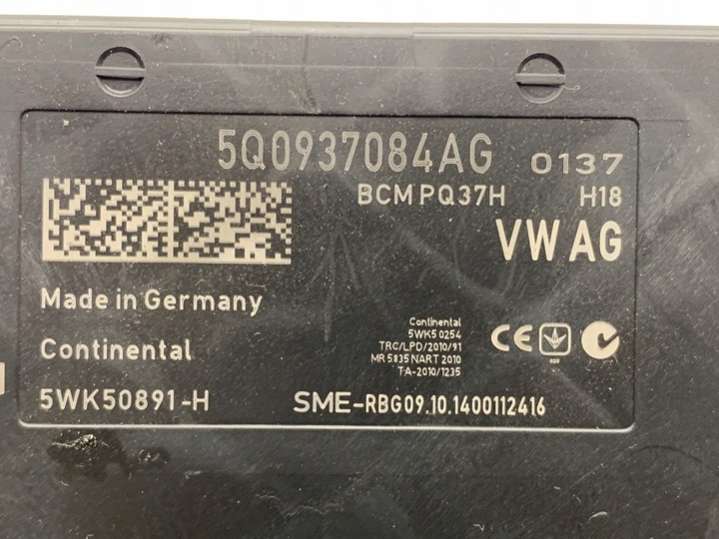 5Q0937084AG 0137
BCM PQ37H H18
VW AG
Made in Germany
Continental
5WK50891-H
Continental
5WK5 0254
TRC/LPD/2010/91
MR 5835 NART 2010
TA-2010/1235
CE
SME-RBG09.10.1400112416